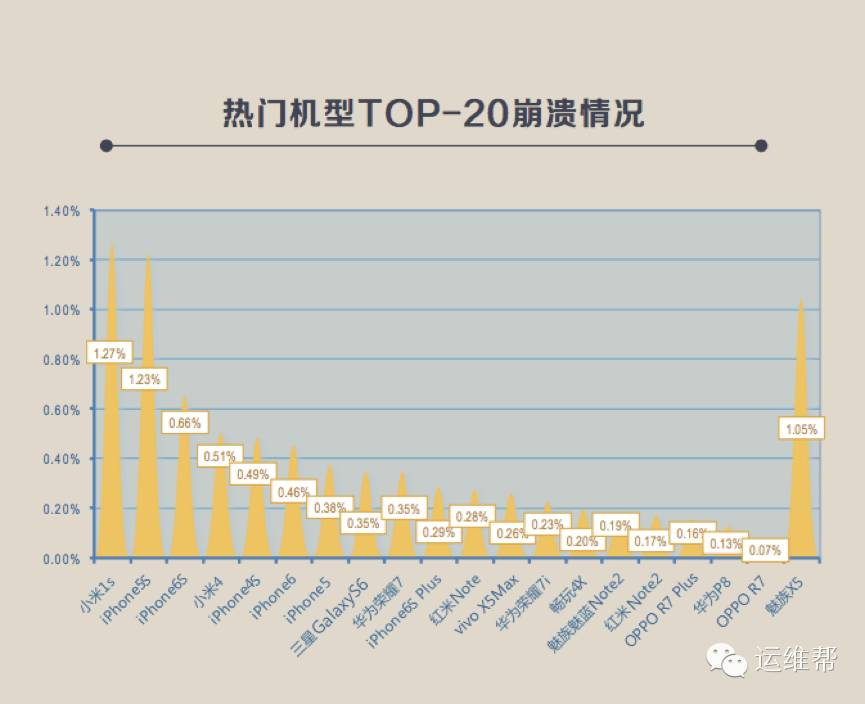 热门机型TOP-20崩溃情况
1.40%
1.20%
1.00%
0.80%
0.60%
0.40%
0.20%
0.00%
1.27%
1.23%
0.66%
0.51%
0.49%
0.46%
0.38%
0.35%
0.35%
0.29%
0.28%
0.26%
0.23%
0.20%
0.19%
0.17%
0.16%
0.13%
0.07%
1.05%
小米1s
iPhone5s
iPhone6S
小米4
iPhone4s
iPhone6
iPhone5
三星GalaxyS6
华为荣耀7
iPhone6S Plus
红米Note
vivo X5Max
华为荣耀7i
畅玩4X
魅族魅蓝Note2
红米Note2
OPPO R7 Plus
华为P8
OPPO R7
魅族X5
运维帮